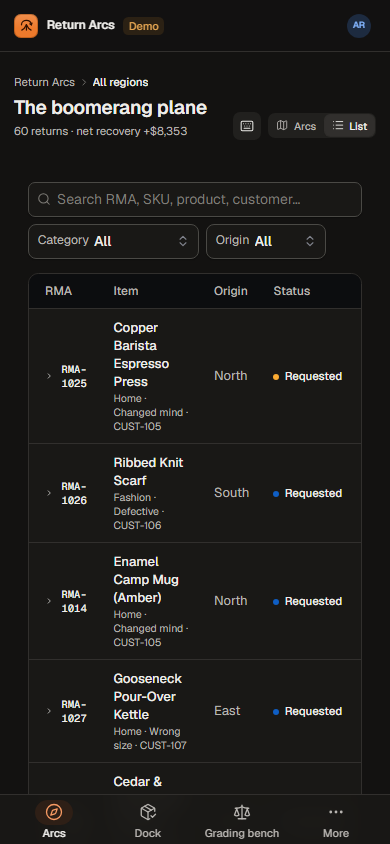 Return Arcs Demo AR
Return Arcs › All regions
The boomerang plane
60 returns · net recovery +$8,353
Arcs List
Search RMA, SKU, product, customer...
Category All Origin All
RMA Item Origin Status
Copper
Barista
Espresso
Press
Home ·
Changed mind ·
CUST-105
RMA-
1025
North
Requested
Ribbed Knit
Scarf
Fashion ·
Defective ·
CUST-106
RMA-
1026
South
Requested
Enamel
Camp Mug
(Amber)
Home ·
Changed mind ·
CUST-105
RMA-
1014
North
Requested
Gooseneck
Pour-Over
Kettle
Home · Wrong
size · CUST-107
RMA-
1027
East
Requested
Cedar &
Arcs Dock Grading bench More